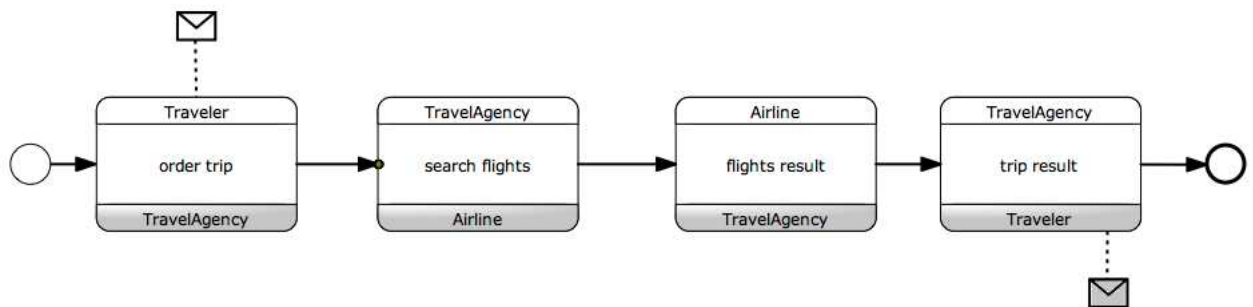 Traveler
order trip
TravelAgency
TravelAgency
search flights
Airline
Airline
flights result
TravelAgency
TravelAgency
trip result
Traveler